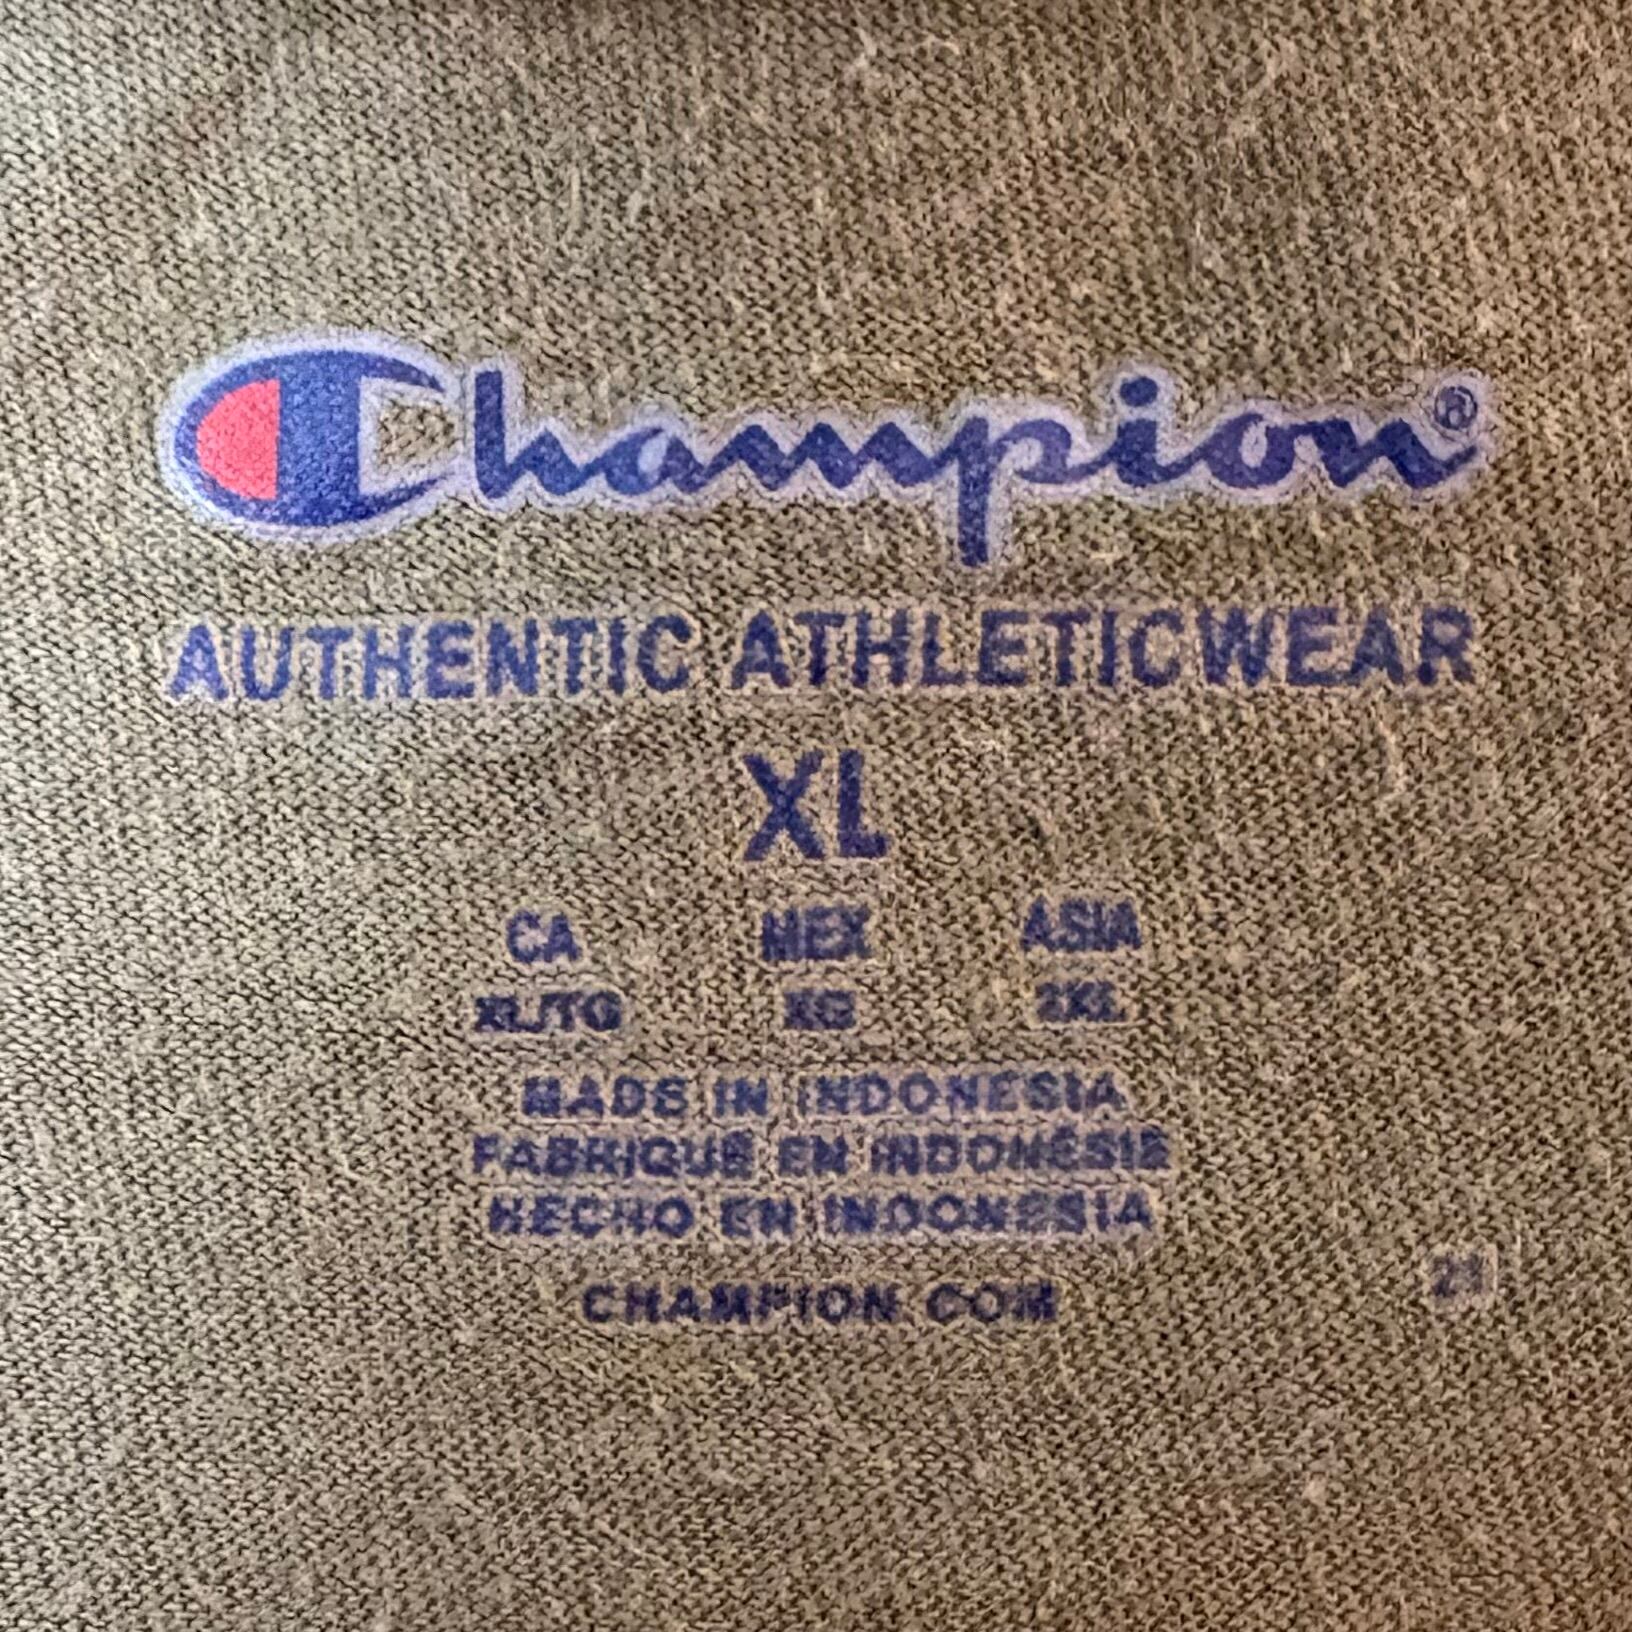 Champion®
AUTHENTIC ATHLETICWEAR
XL
CA MEX ASIA
XL/TG XG 2XL
MADE IN INDONESIA
FABRIQUÉ EN INDONÉSIE
HECHO EN INDONESIA
CHAMPION.COM